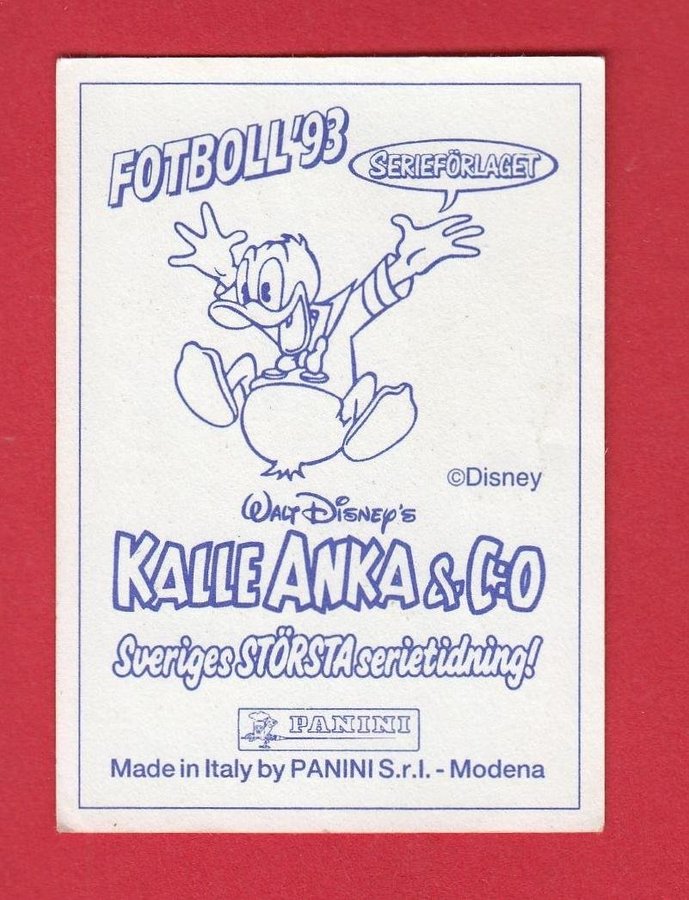 FOTBOLL '93
SERIEFÖRLAGET
©Disney
WALT DISNEY'S
KALLE ANKA & C:O
Sveriges STÖRSTA serietidning!
PANINI
Made in Italy by PANINI S.r.l. - Modena